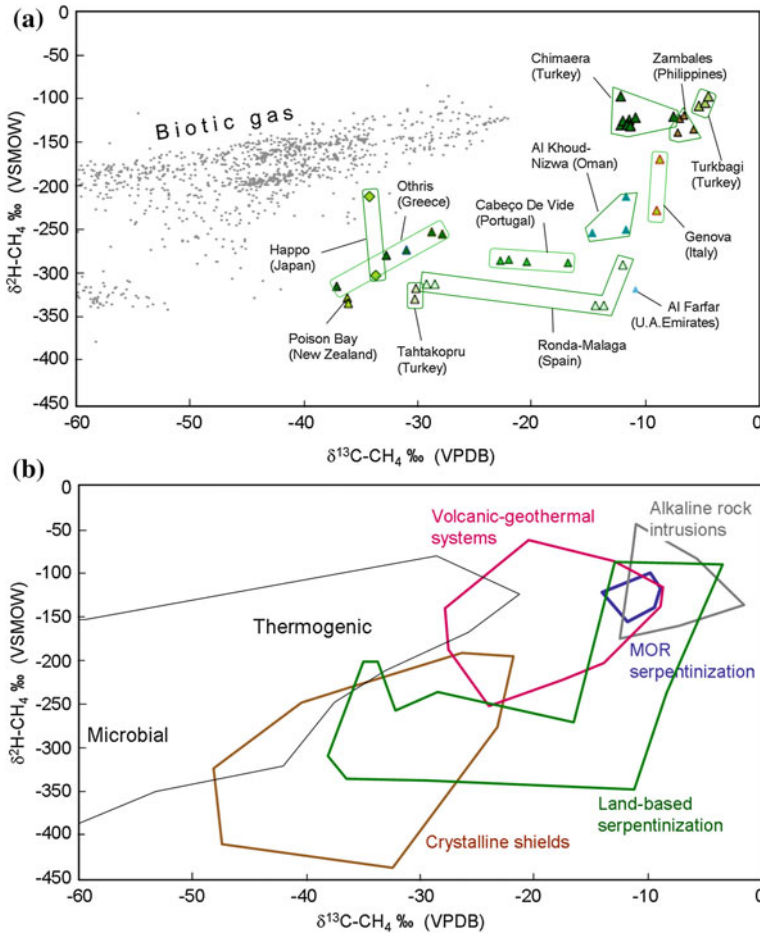 (a)
0
-50
-100
-150
-200
-250
-300
-350
-400
-450
δ²H-CH₄ ‰ (VSMOW)
Biotic gas
Chimaera
(Turkey)
Zambales
(Philippines)
Al Khoud-
Nizwa (Oman)
Turkbagi
(Turkey)
Othris
(Greece)
Cabeço De Vide
(Portugal)
Happo
(Japan)
Genova
(Italy)
Poison Bay
(New Zealand)
Tahtakopru
(Turkey)
Ronda-Malaga
(Spain)
Al Farfar
(U.A.Emirates)
-60
-50
-40
-30
-20
-10
0
δ¹³C-CH₄ ‰ (VPDB)
(b)
0
-50
-100
-150
-200
-250
-300
-350
-400
-450
δ²H-CH₄ ‰ (VSMOW)
Volcanic-geothermal
systems
Alkaline rock
intrusions
Thermogenic
MOR
serpentinization
Microbial
Land-based
serpentinization
Crystalline shields
-60
-50
-40
-30
-20
-10
0
δ¹³C-CH₄ ‰ (VPDB)